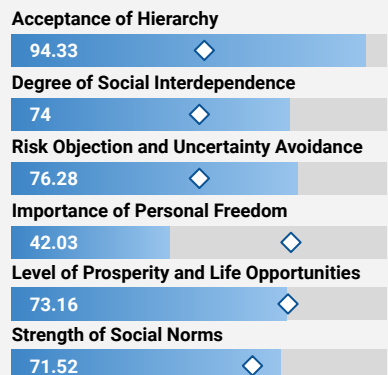 Acceptance of Hierarchy
94.33
Degree of Social Interdependence
74
Risk Objection and Uncertainty Avoidance
76.28
Importance of Personal Freedom
42.03
Level of Prosperity and Life Opportunities
73.16
Strength of Social Norms
71.52